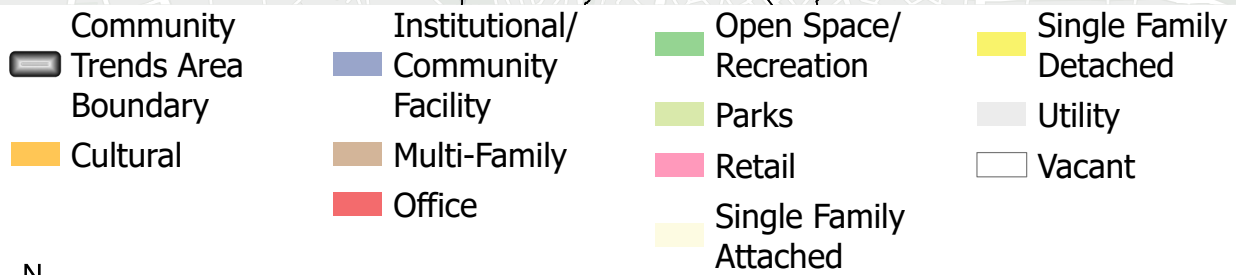 Community
Trends Area
Boundary
Cultural
Institutional/
Community
Facility
Multi-Family
Office
Open Space/
Recreation
Parks
Retail
Single Family
Attached
Single Family
Detached
Utility
Vacant
N